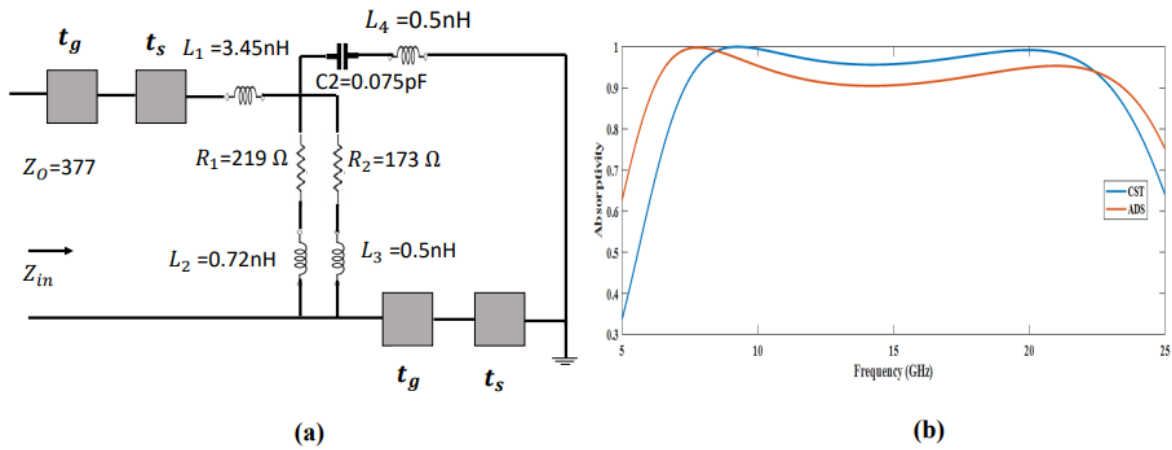 t_g
t_s
L_1=3.45nH
L_4=0.5nH
C2=0.075pF
Z_O=377
R_1=219 Ω
R_2=173 Ω
Z_in
L_2=0.72nH
L_3=0.5nH
t_g
t_s
(a)
Absorptivity
1
0.9
0.8
0.7
0.6
0.5
0.4
0.3
5
10
15
20
25
Frequency (GHz)
CST
ADS
(b)